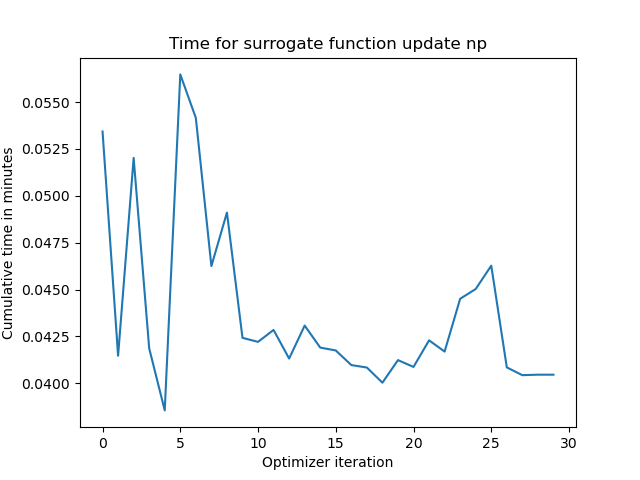 Time for surrogate function update np
Cumulative time in minutes
0.0550
0.0525
0.0500
0.0475
0.0450
0.0425
0.0400
0 5 10 15 20 25 30
Optimizer iteration